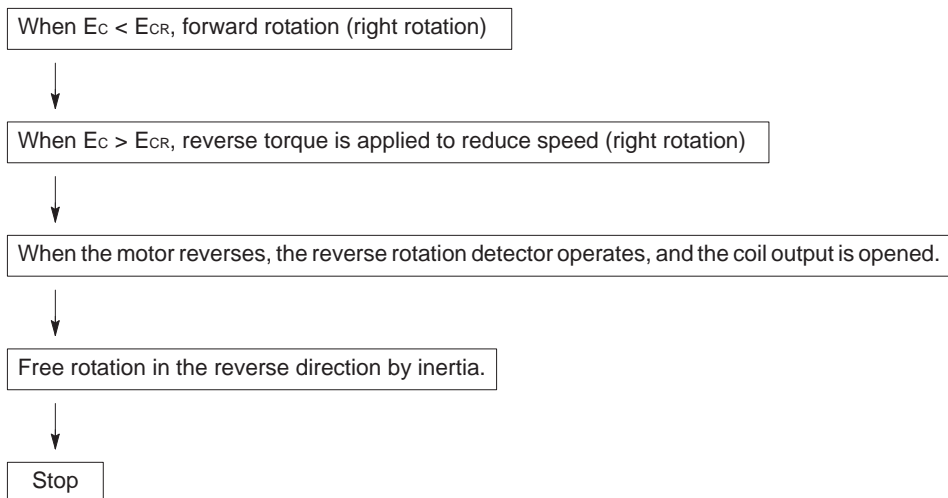 When EC < ECR, forward rotation (right rotation)
When EC > ECR, reverse torque is applied to reduce speed (right rotation)
When the motor reverses, the reverse rotation detector operates, and the coil output is opened.
Free rotation in the reverse direction by inertia.
Stop